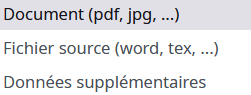 Document (pdf, jpg, ...)
Fichier source (word, tex, ...)
Données supplémentaires